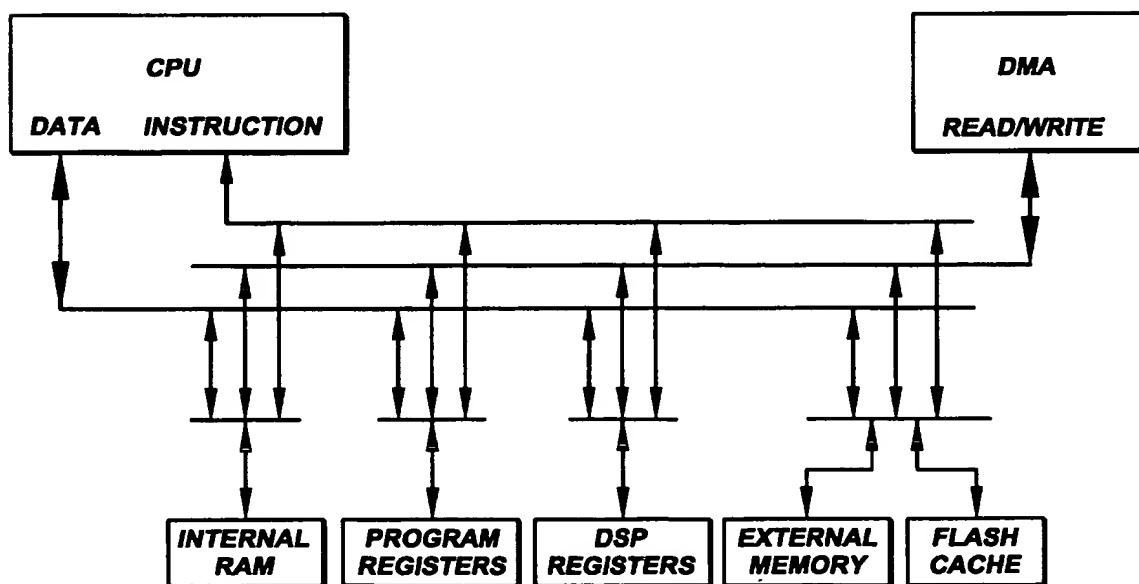 CPU
DATA INSTRUCTION
DMA
READ/WRITE
INTERNAL
RAM
PROGRAM
REGISTERS
DSP
REGISTERS
EXTERNAL
MEMORY
FLASH
CACHE